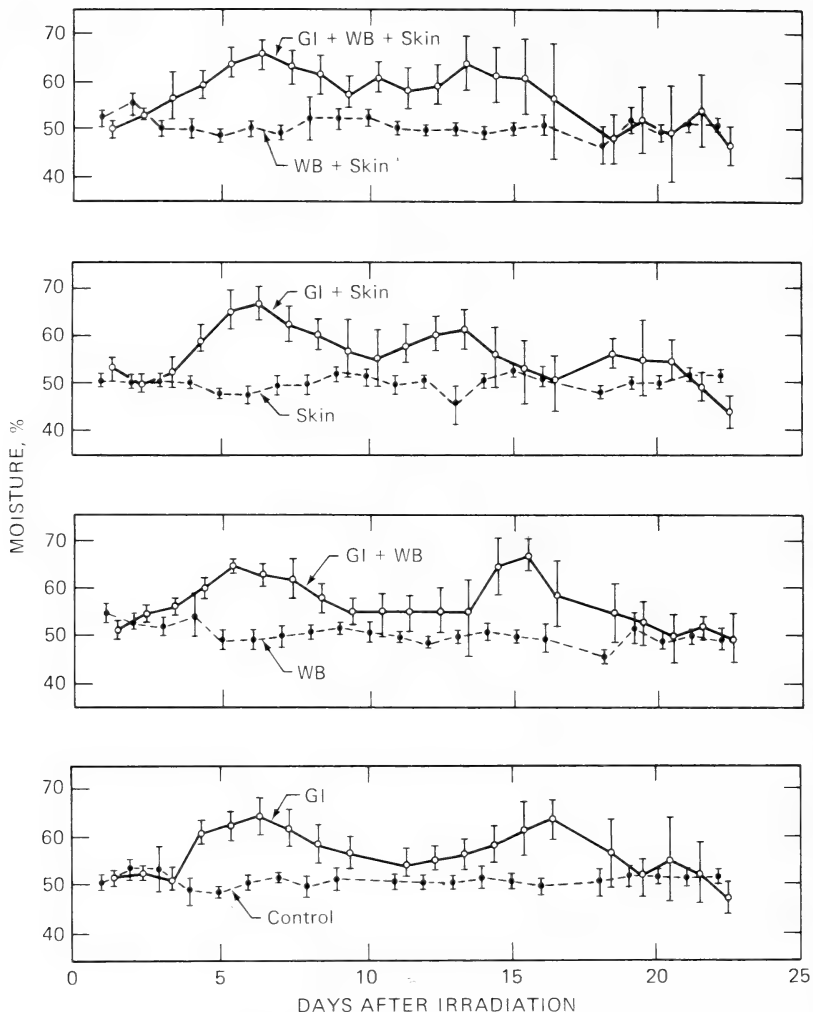 70
60
50
40
GI + WB + Skin
WB + Skin
70
60
50
40
GI + Skin
Skin
MOISTURE, %
70
60
50
40
GI + WB
WB
70
60
50
40
GI
Control
0 5 10 15 20 25
DAYS AFTER IRRADIATION